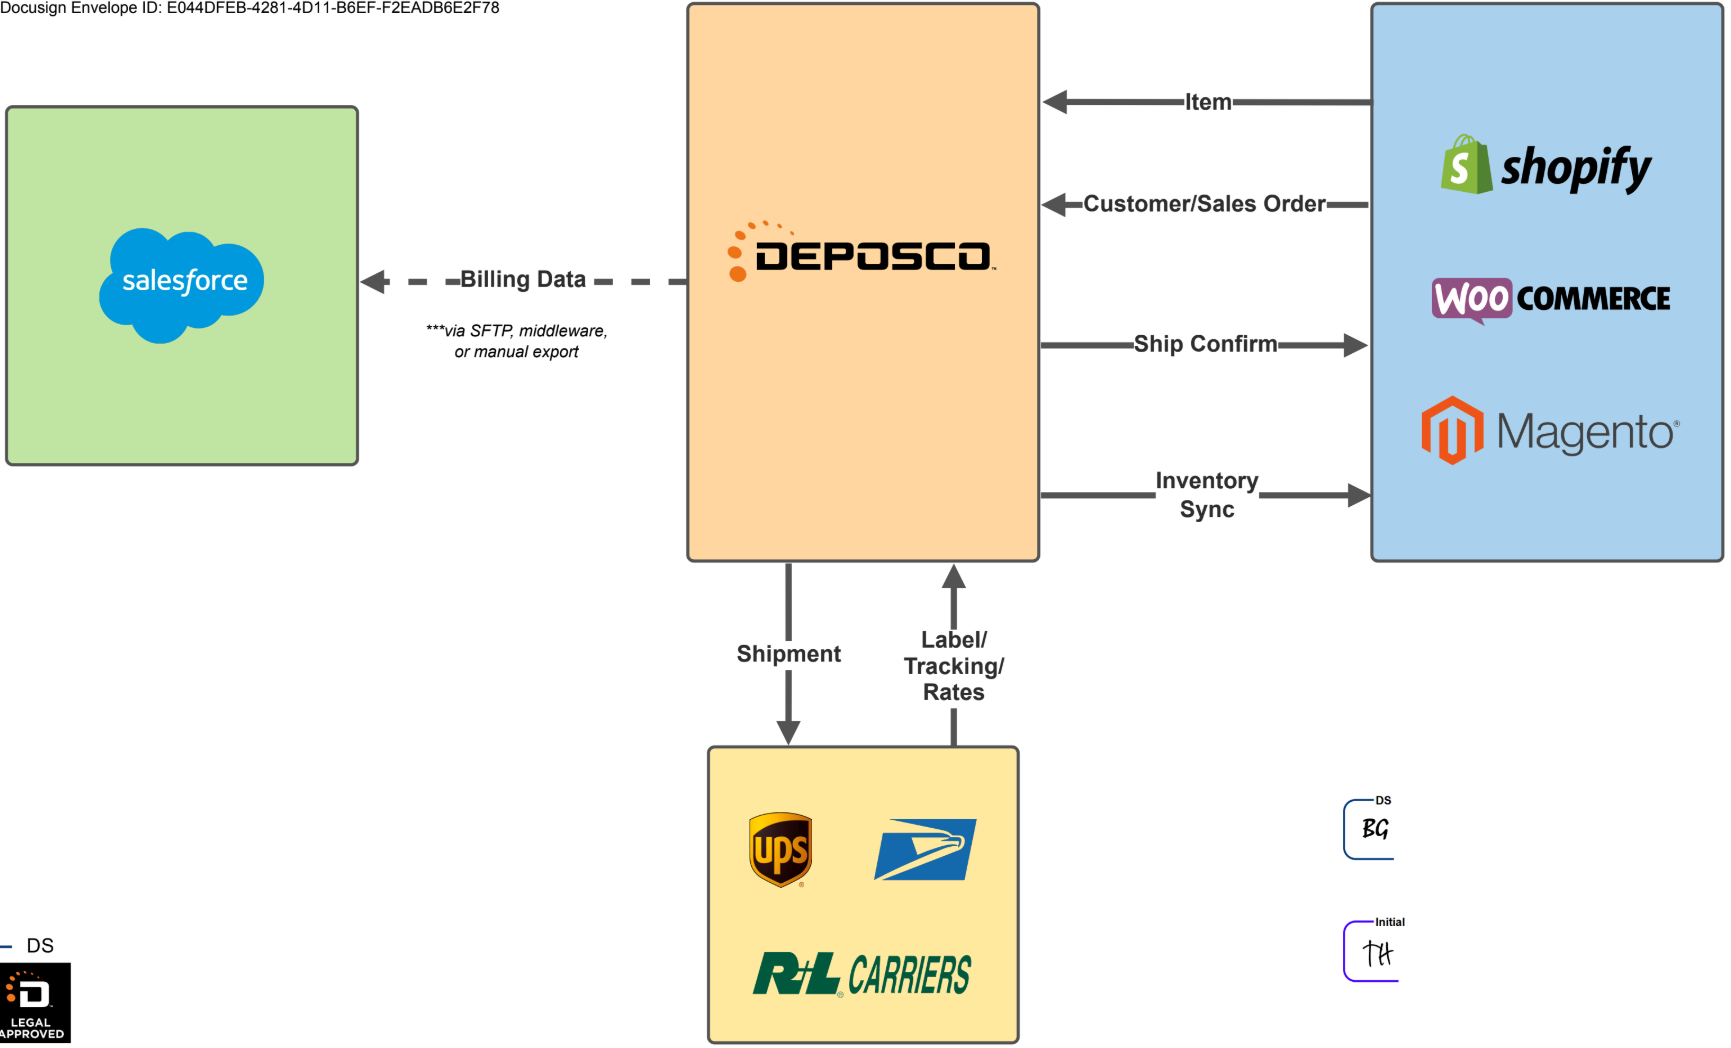 Docusign Envelope ID: E044DFEB-4281-4D11-B6EF-F2EADB6E2F78
Item
shopify
Customer/Sales Order
DEPOSCO™
salesforce
Billing Data
WOO COMMERCE
***via SFTP, middleware,
or manual export
Ship Confirm
Magento®
Inventory
Sync
Shipment
Label/
Tracking/
Rates
ups®
R+L® CARRIERS
DS
BG
Initial
TH
DS
D
LEGAL
APPROVED